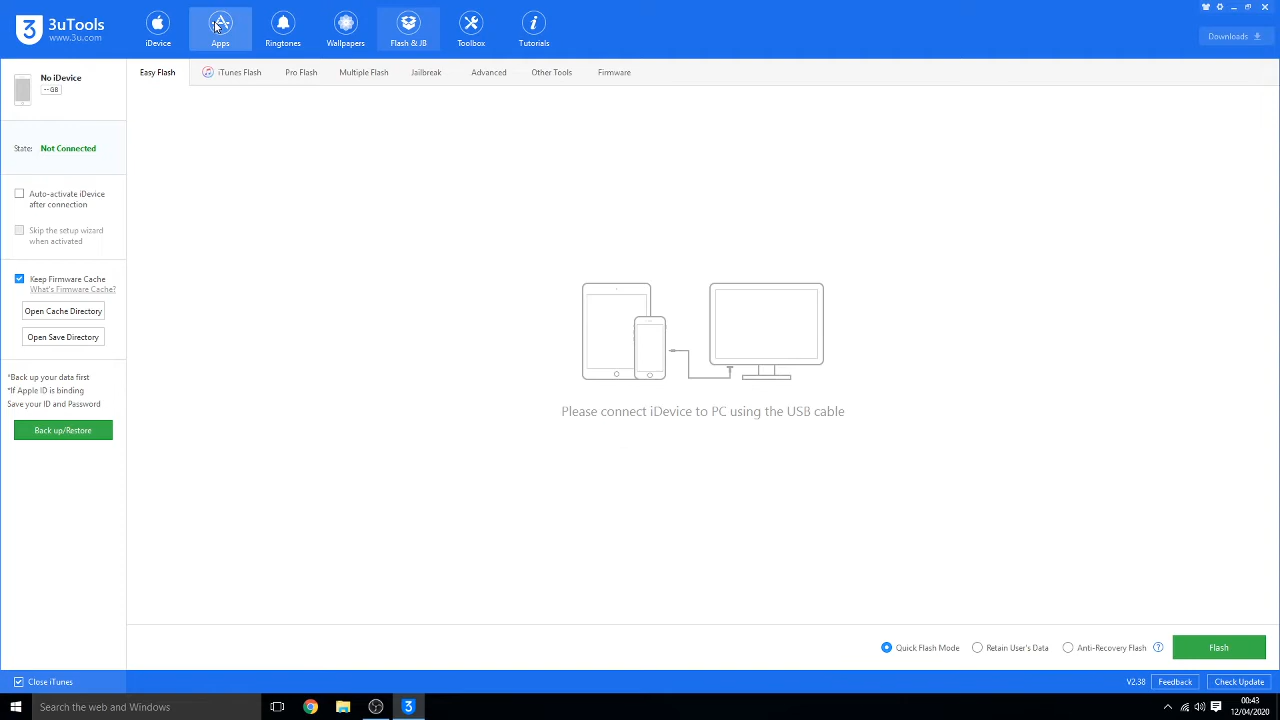 3
3uTools
www.3u.com
iDevice
Apps
Ringtones
Wallpapers
Flash & JB
Toolbox
Tutorials
Downloads
No iDevice
-- GB
Easy Flash
iTunes Flash
Pro Flash
Multiple Flash
Jailbreak
Advanced
Other Tools
Firmware
State: Not Connected
Auto-activate iDevice
after connection
Skip the setup wizard
when activated
Keep Firmware Cache
What's Firmware Cache?
Open Cache Directory
Open Save Directory
*Back up your data first
*If Apple ID is binding
Save your ID and Password
Back up/Restore
Please connect iDevice to PC using the USB cable
Quick Flash Mode
Retain User's Data
Anti-Recovery Flash
?
Flash
Close iTunes
V2.38
Feedback
Check Update
Search the web and Windows
3
00:43
12/04/2020